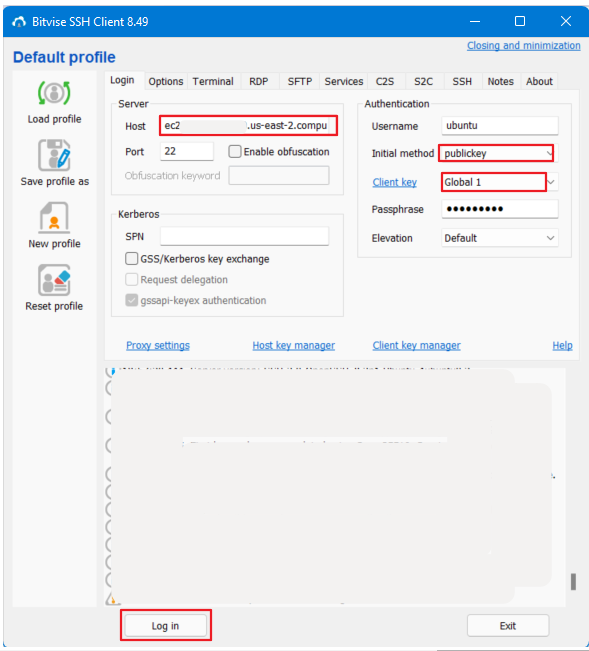 Bitvise SSH Client 8.49
Default profile
Closing and minimization
Load profile
Save profile as
New profile
Reset profile
Login Options Terminal RDP SFTP Services C2S S2C SSH Notes About
Server
Host ec2 .us-east-2.compu
Port 22 Enable obfuscation
Obfuscation keyword
Kerberos
SPN
GSS/Kerberos key exchange
Request delegation
gssapi-keyex authentication
Authentication
Username ubuntu
Initial method publickey
Client key Global 1
Passphrase ●●●●●●●●●
Elevation Default
Proxy settings Host key manager Client key manager Help
Log in Exit